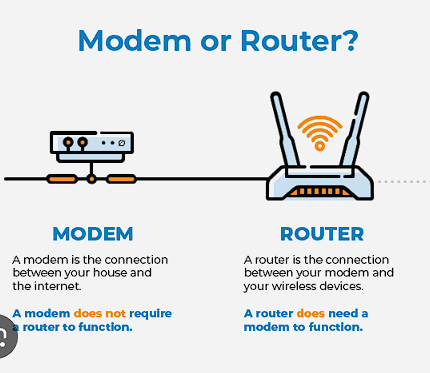 Modem or Router?
MODEM
A modem is the connection
between your house and
the internet.
A modem does not require
a router to function.
ROUTER
A router is the connection
between your modem and
your wireless devices.
A router does need a
modem to function.